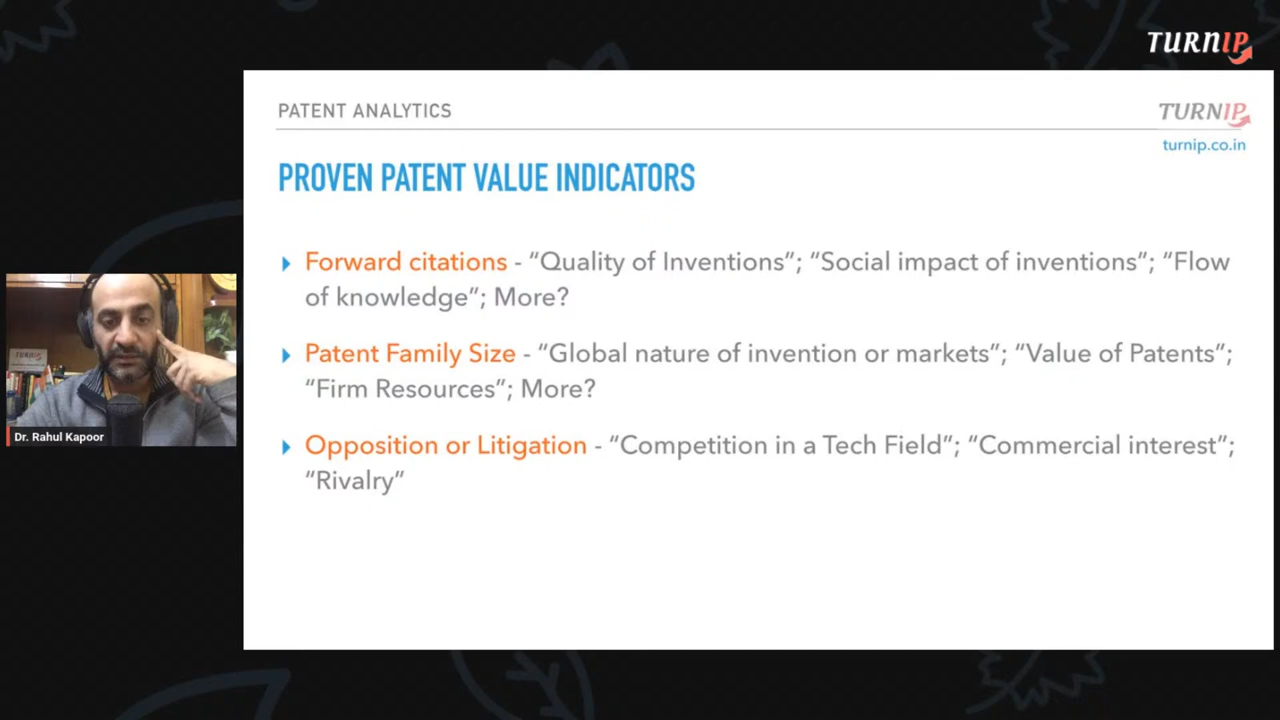 TURNIP
PATENT ANALYTICS
TURNIP
turnip.co.in
PROVEN PATENT VALUE INDICATORS
Forward citations - “Quality of Inventions”; “Social impact of inventions”; “Flow
of knowledge”; More?
Patent Family Size - “Global nature of invention or markets”; “Value of Patents”;
“Firm Resources”; More?
Opposition or Litigation - “Competition in a Tech Field”; “Commercial interest”;
“Rivalry”
TURNIP
Dr. Rahul Kapoor